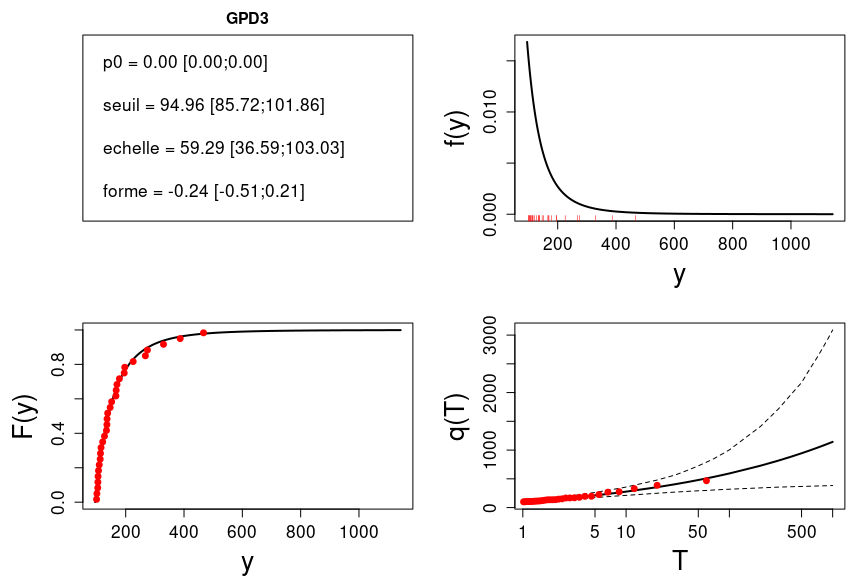 GPD3
p0 = 0.00 [0.00;0.00]
seuil = 94.96 [85.72;101.86]
echelle = 59.29 [36.59;103.03]
forme = -0.24 [-0.51;0.21]
f(y)
0.000
0.010
200 400 600 800 1000
y
F(y)
0.0
0.4
0.8
200 400 600 800 1000
y
q(T)
0
1000
2000
3000
1 5 10 50 500
T